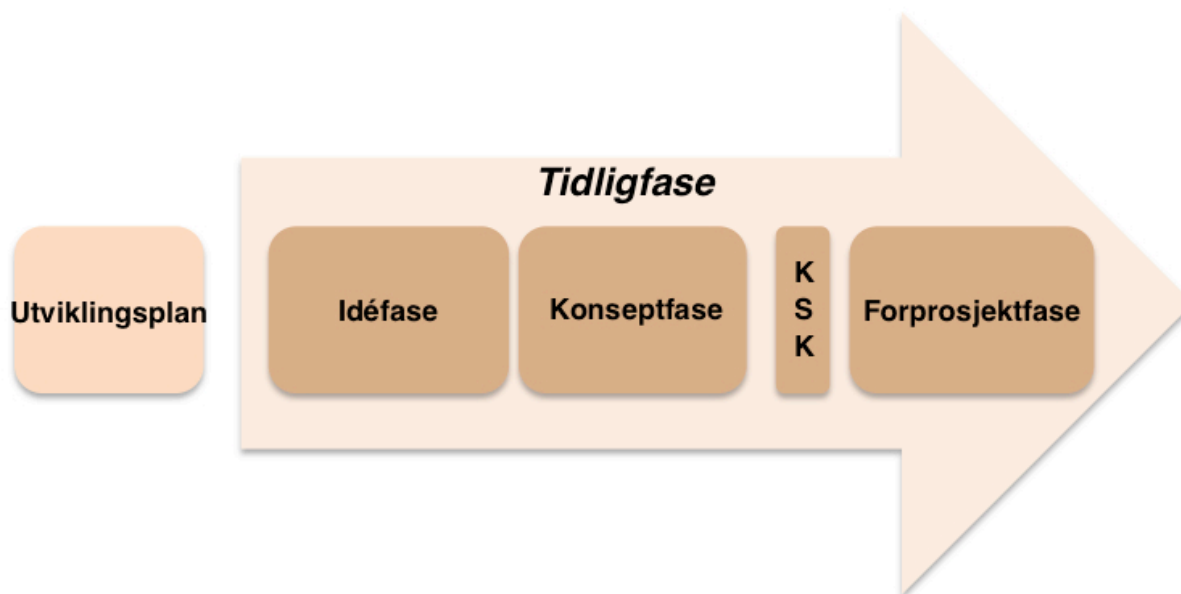 Tidligfase
Utviklingsplan
Idéfase
Konseptfase
K
S
K
Forprosjektfase